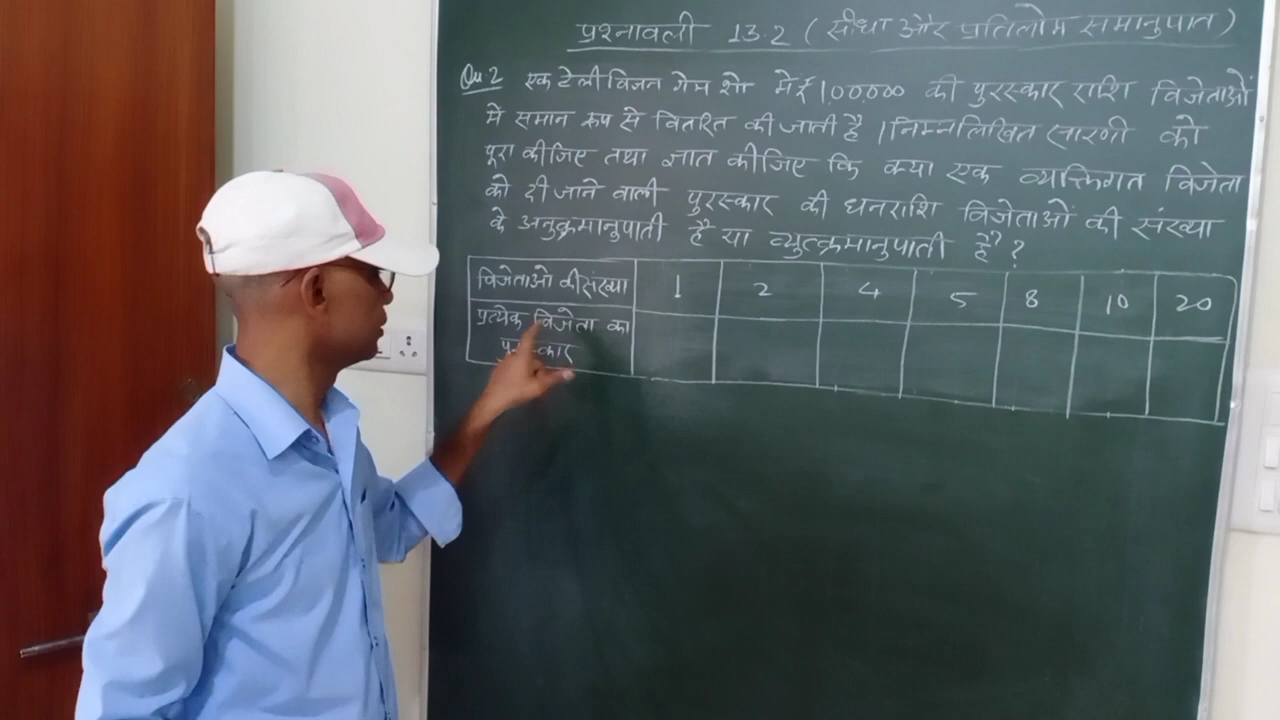 प्रश्नावली 13.2 (सीधा और प्रतिलोम समानुपात)
Qu 2 एक टेलीविजन गेम शो में ₹ 1,00,000 की पुरस्कार राशि विजेताओं
में समान रूप से वितरित की जाती है । निम्नलिखित सारणी को
पूरा कीजिए तथा ज्ञात कीजिए कि क्या एक व्यक्तिगत विजेता
को दी जाने वाली पुरस्कार की धनराशि विजेताओं की संख्या
के अनुक्रमानुपाती है या व्युत्क्रमानुपाती है ?
विजेताओ की संख्या 1 2 4 5 8 10 20
प्रत्येक विजेता का
पुरस्कार